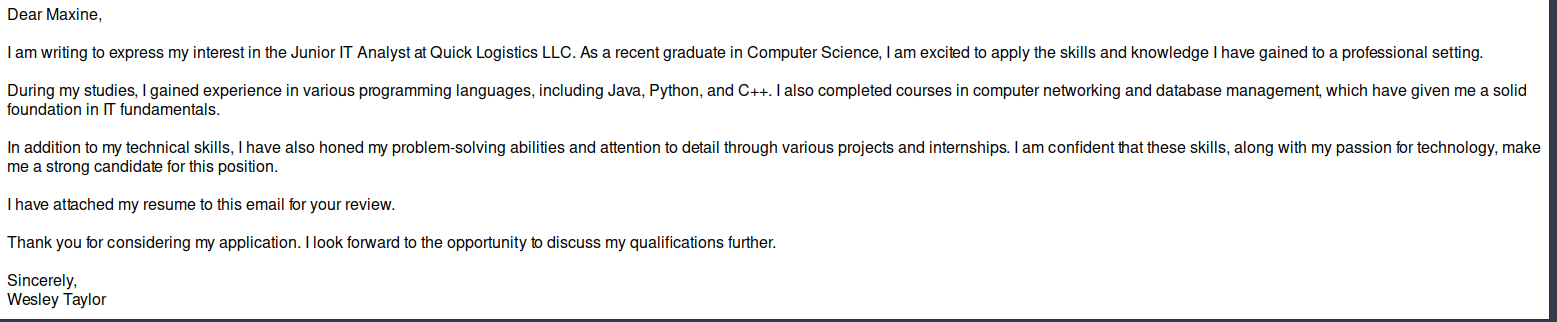 Dear Maxine,
I am writing to express my interest in the Junior IT Analyst at Quick Logistics LLC. As a recent graduate in Computer Science, I am excited to apply the skills and knowledge I have gained to a professional setting.
During my studies, I gained experience in various programming languages, including Java, Python, and C++. I also completed courses in computer networking and database management, which have given me a solid
foundation in IT fundamentals.
In addition to my technical skills, I have also honed my problem-solving abilities and attention to detail through various projects and internships. I am confident that these skills, along with my passion for technology, make
me a strong candidate for this position.
I have attached my resume to this email for your review.
Thank you for considering my application. I look forward to the opportunity to discuss my qualifications further.
Sincerely,
Wesley Taylor